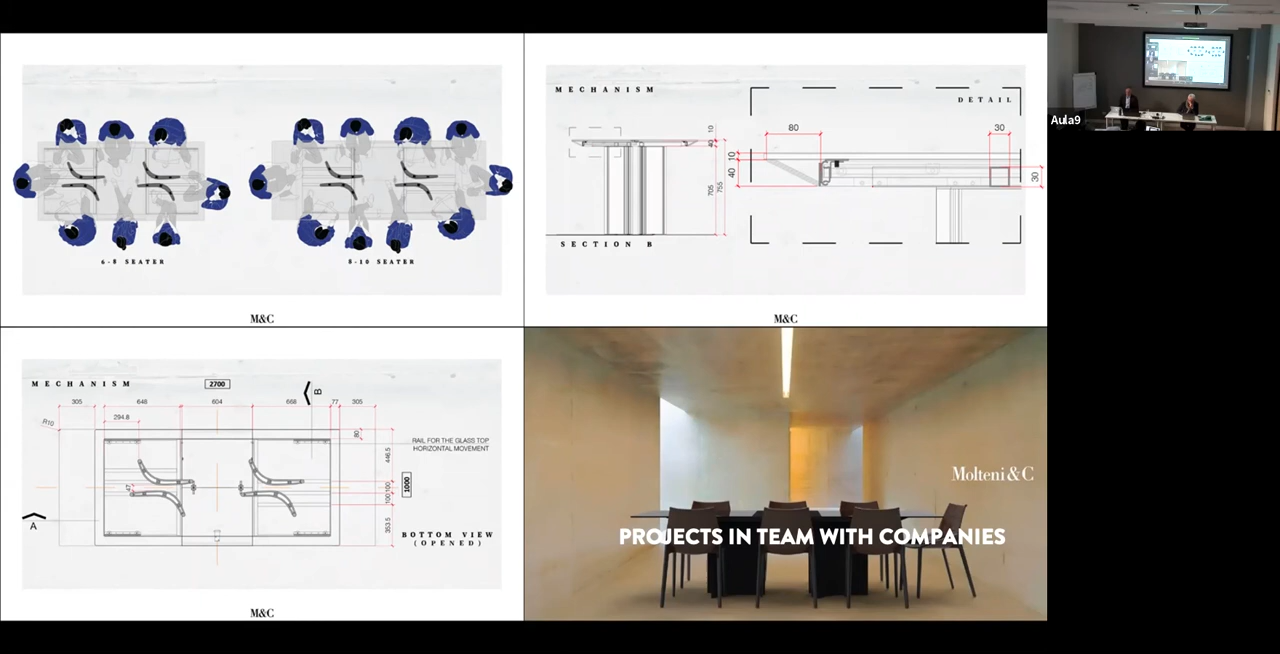 6-8 SEATER
8-10 SEATER
M&C
MECHANISM
DETAIL
10
40
705
755
80
30
10
40
30
SECTION B
M&C
Aula9
MECHANISM
2700
B
305
648
604
668
77
305
R10
294.8
80
RAIL FOR THE GLASS TOP
HORIZONTAL MOVEMENT
446.5
47
100
100
1000
353.5
A
BOTTOM VIEW
(OPENED)
M&C
Molteni&C
PROJECTS IN TEAM WITH COMPANIES